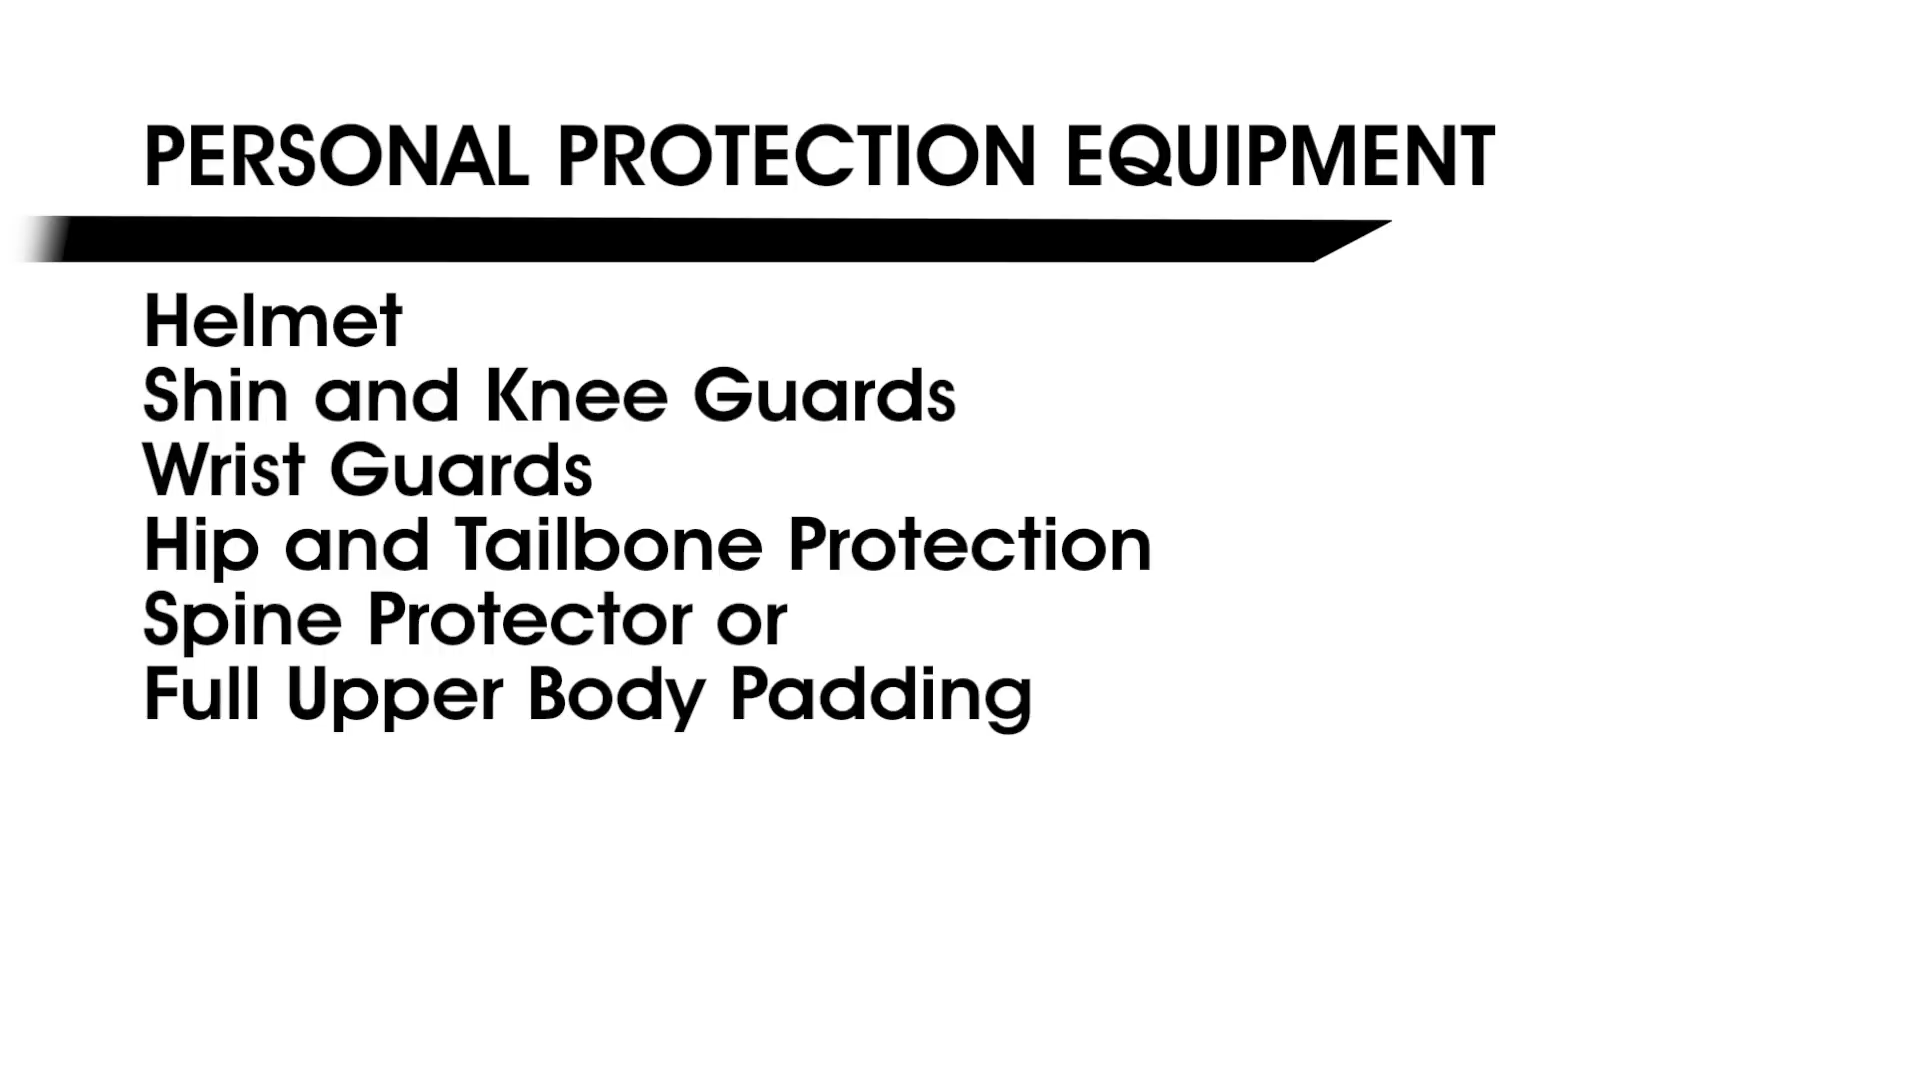 PERSONAL PROTECTION EQUIPMENT
Helmet
Shin and Knee Guards
Wrist Guards
Hip and Tailbone Protection
Spine Protector or
Full Upper Body Padding